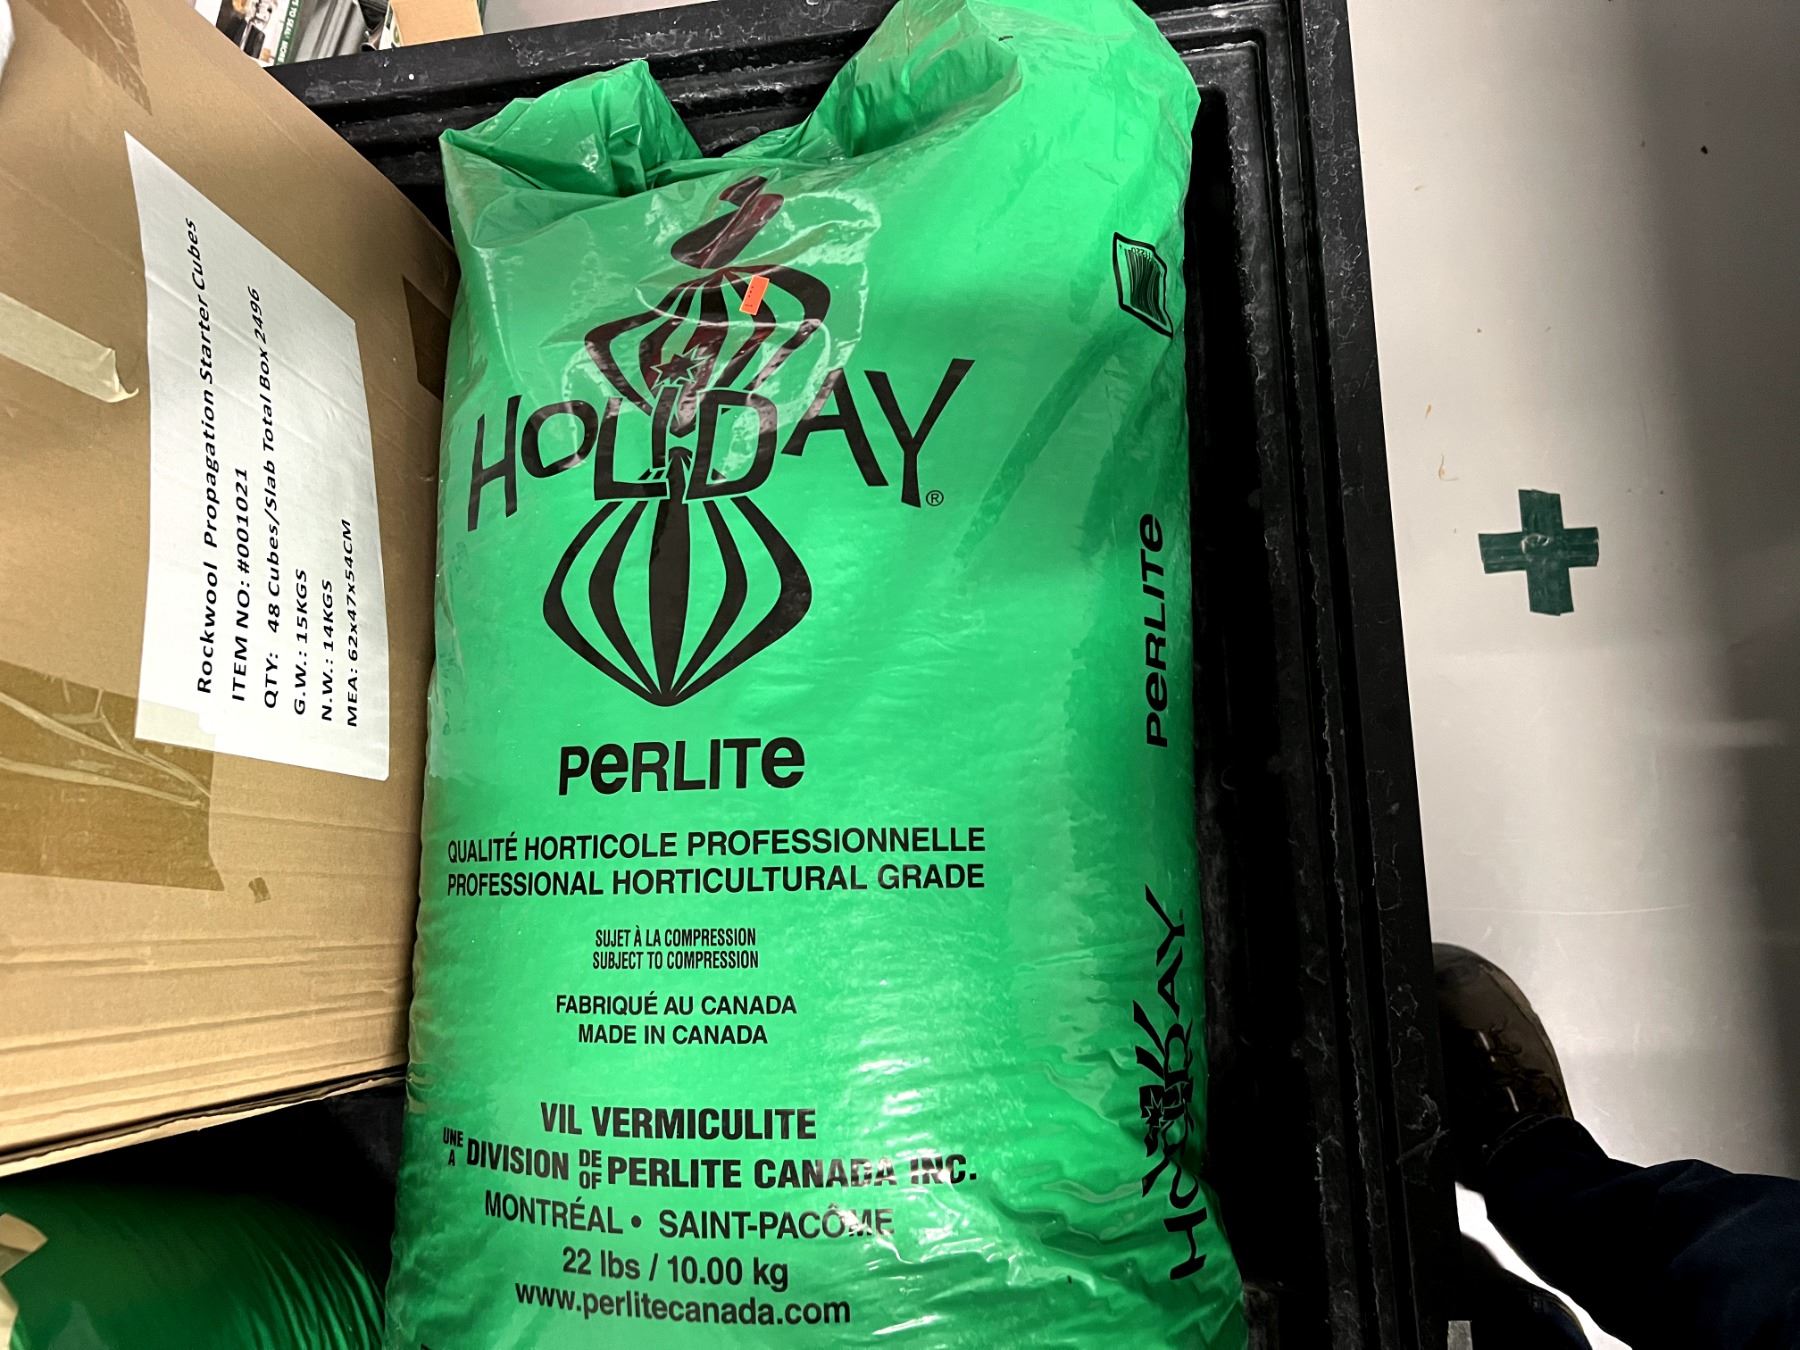 Rockwool Propagation Starter Cubes
ITEM NO: #001021
QTY: 48 Cubes/Slab Total Box 2496
G.W.: 15KGS
N.W.: 14KGS
MEA: 62x47x54CM
HOLIDAY®
PeRLITe
QUALITÉ HORTICOLE PROFESSIONNELLE
PROFESSIONAL HORTICULTURAL GRADE
SUJET À LA COMPRESSION
SUBJECT TO COMPRESSION
FABRIQUÉ AU CANADA
MADE IN CANADA
VIL VERMICULITE
UNE A DIVISION DE OF PERLITE CANADA INC.
MONTRÉAL • SAINT-PACÔME
22 lbs / 10.00 kg
www.perlitecanada.com
PeRLITe
HOLIDAY